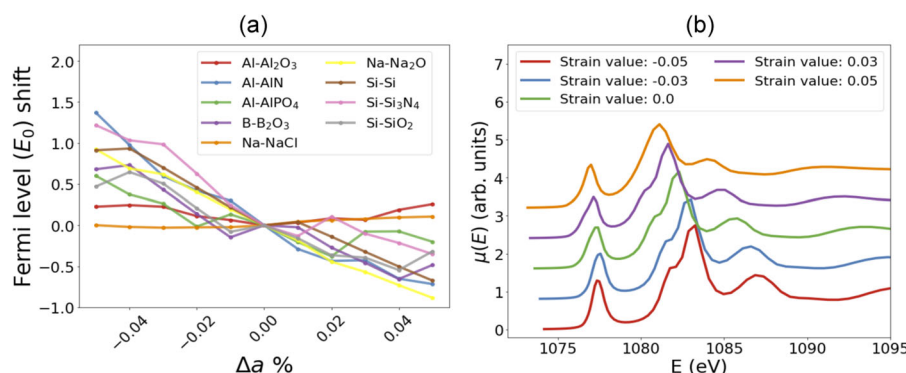 (a)
Fermi level (E₀) shift
2.0
1.5
1.0
0.5
0.0
−0.5
−1.0
Al-Al₂O₃
Al-AlN
Al-AlPO₄
B-B₂O₃
Na-NaCl
Na-Na₂O
Si-Si
Si-Si₃N₄
Si-SiO₂
−0.04
−0.02
0.00
0.02
0.04
Δa %
(b)
μ(E) (arb. units)
7
6
5
4
3
2
1
0
Strain value: -0.05
Strain value: -0.03
Strain value: 0.0
Strain value: 0.03
Strain value: 0.05
1075
1080
1085
1090
1095
E (eV)